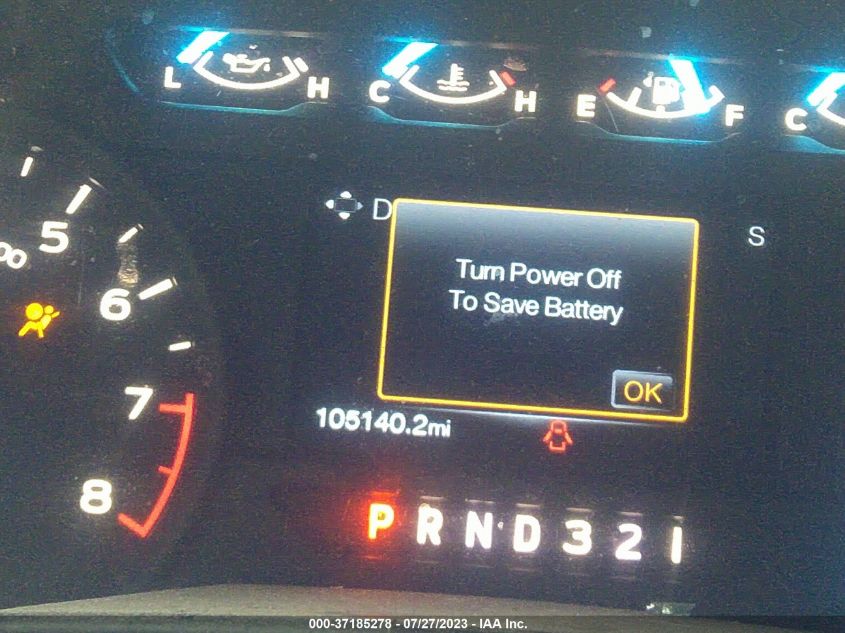 L H C H E F C
D
S
5
00
6
7
8
Turn Power Off
To Save Battery
OK
105140.2mi
P R N D 3 2 1
000-37185278 - 07/27/2023 - IAA Inc.